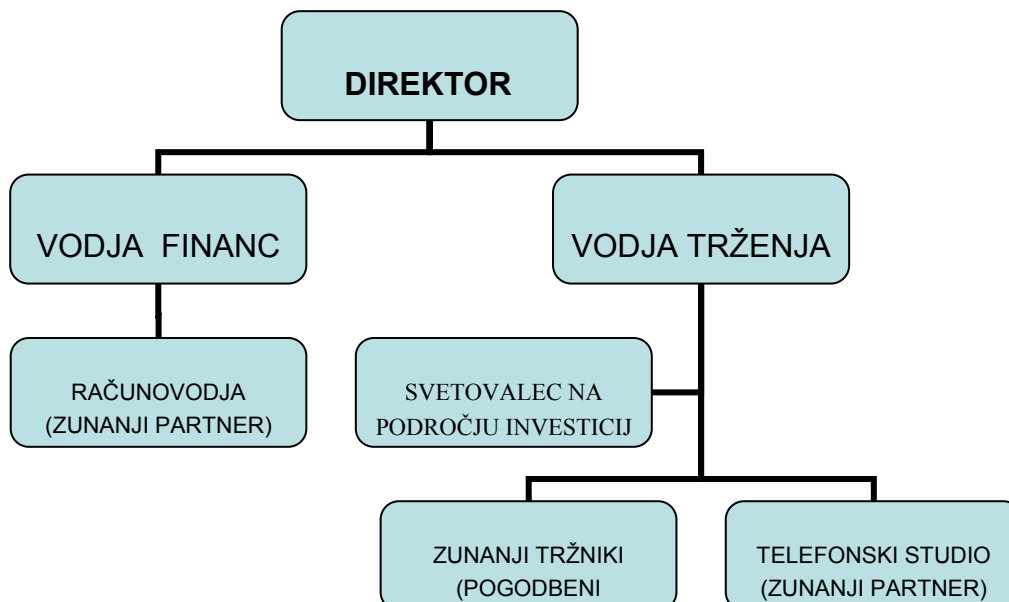 DIREKTOR
VODJA FINANC
VODJA TRŽENJA
RAČUNOVODJA
(ZUNANJI PARTNER)
SVETOVALEC NA
PODROČJU INVESTICIJ
ZUNANJI TRŽNIKI
(POGODBENI
TELEFONSKI STUDIO
(ZUNANJI PARTNER)